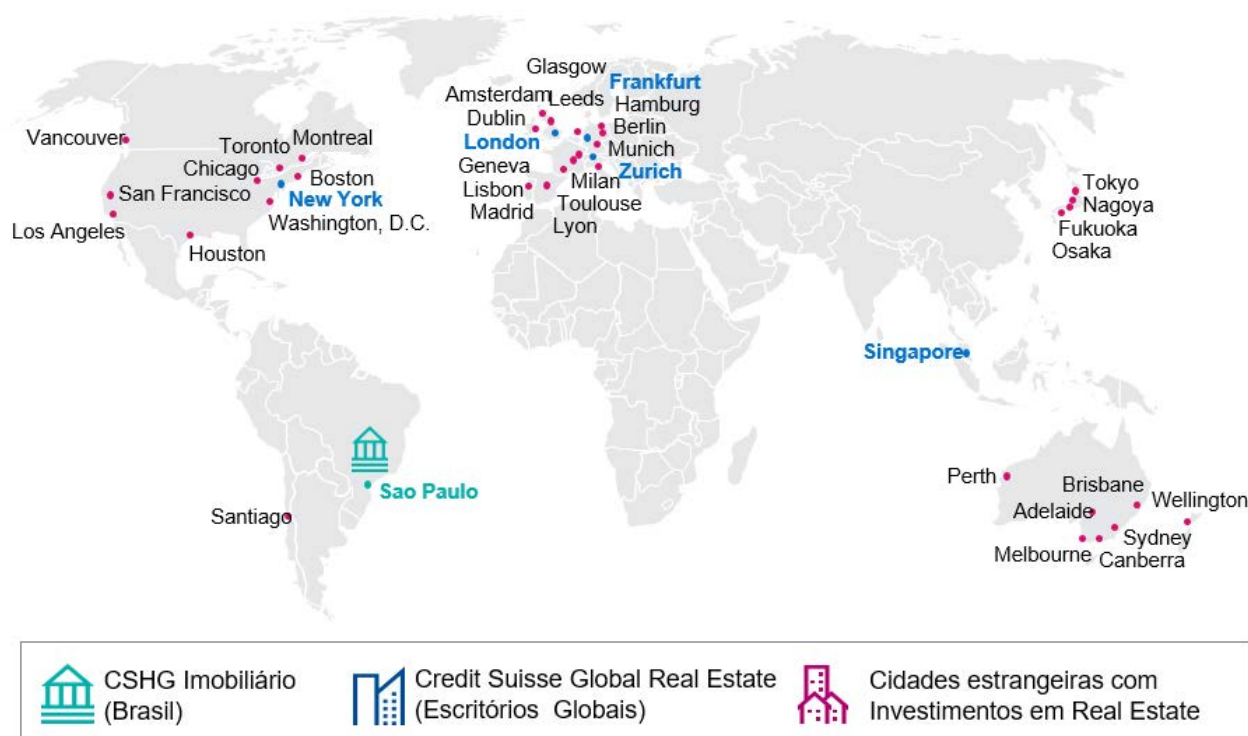 Glasgow
Frankfurt
Amsterdam
Leeds
Hamburg
Dublin
Berlin
London
Munich
Geneva
Milan
Zurich
Lisbon
Toulouse
Madrid
Lyon
Vancouver
Toronto
Montreal
Chicago
Boston
San Francisco
New York
Washington, D.C.
Los Angeles
Houston
Tokyo
Nagoya
Fukuoka
Osaka
Singapore
Sao Paulo
Santiago
Perth
Brisbane
Wellington
Adelaide
Sydney
Melbourne
Canberra
CSHG Imobiliário
(Brasil)
Credit Suisse Global Real Estate
(Escritórios Globais)
Cidades estrangeiras com
Investimentos em Real Estate